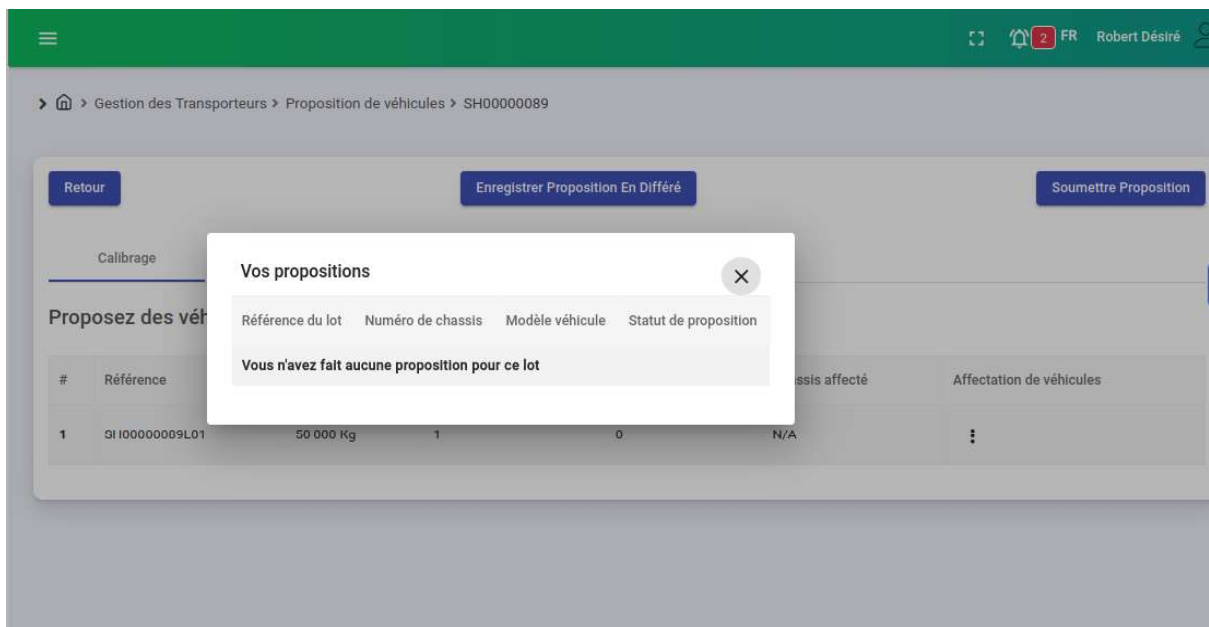 2 FR Robert Désiré
Gestion des Transporteurs > Proposition de véhicules > SH00000089
Retour Enregistrer Proposition En Différé Soumettre Proposition
Calibrage
Vos propositions
Référence du lot Numéro de chassis Modèle véhicule Statut de proposition
Vous n'avez fait aucune proposition pour ce lot
Proposez des véh
# Référence ssis affecté Affectation de véhicules
1 50 000 Kg 1 0 N/A